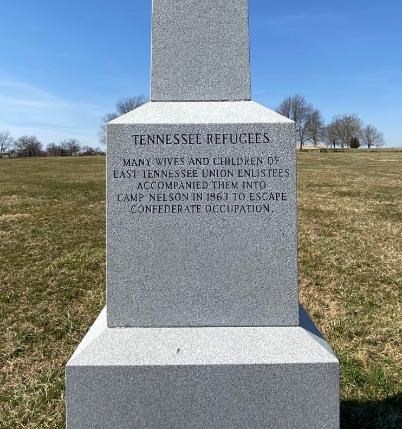 TENNESSEE REFUGEES
MANY WIVES AND CHILDREN OF
EAST TENNESSEE UNION ENLISTEES
ACCOMPANIED THEM INTO
CAMP NELSON IN 1863 TO ESCAPE
CONFEDERATE OCCUPATION.